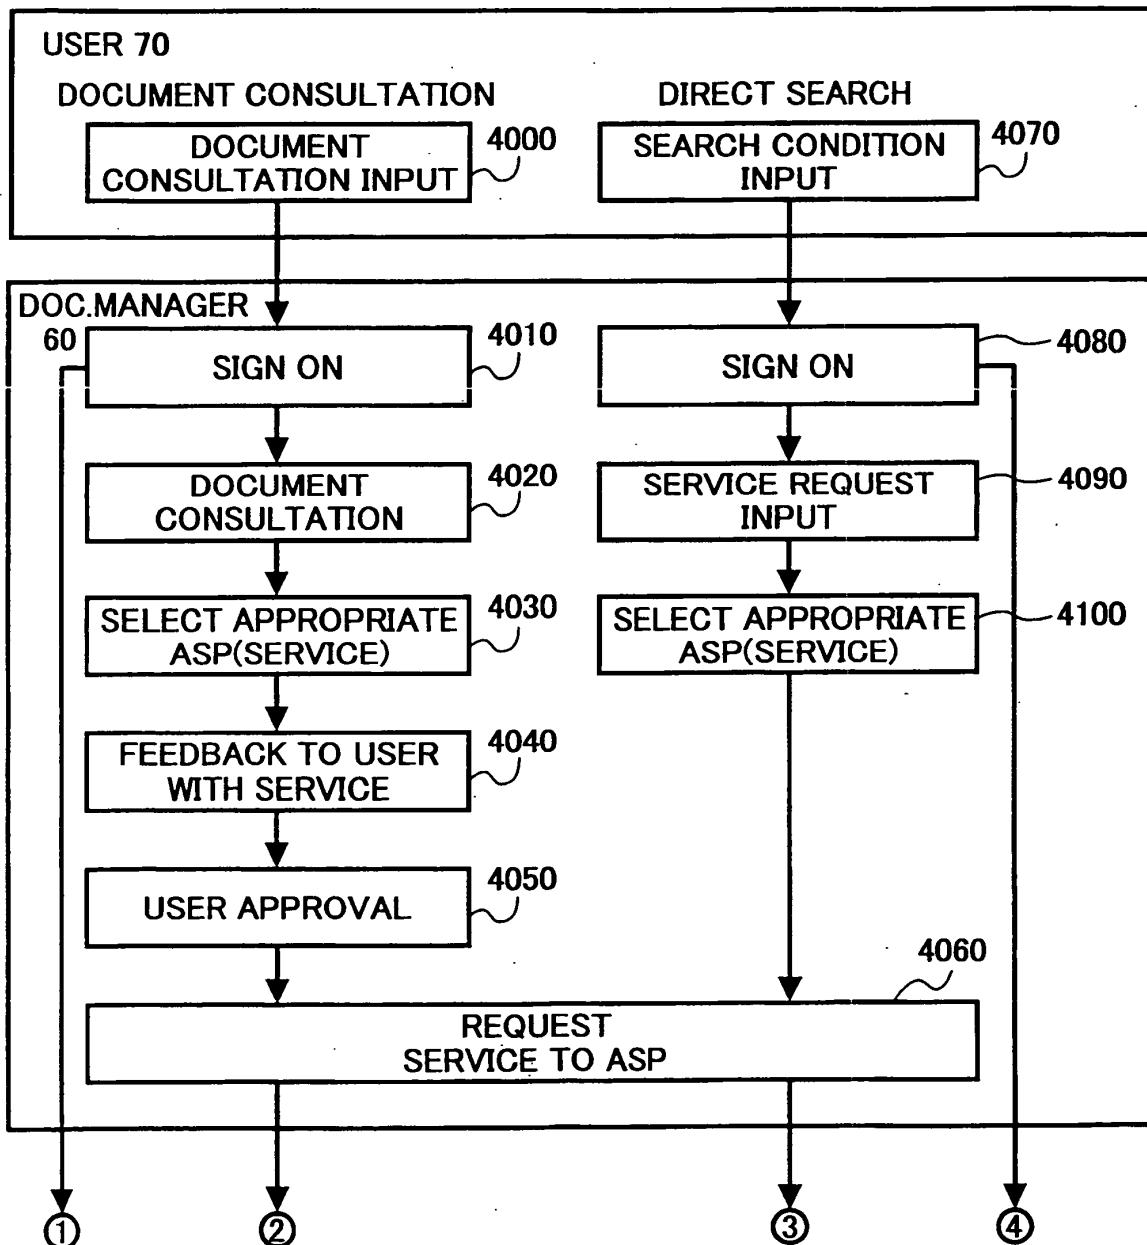 USER 70
DOCUMENT CONSULTATION
DIRECT SEARCH
DOCUMENT
CONSULTATION INPUT
4000
SEARCH CONDITION
INPUT
4070
DOC.MANAGER
60
SIGN ON
4010
SIGN ON
4080
DOCUMENT
CONSULTATION
4020
SERVICE REQUEST
INPUT
4090
SELECT APPROPRIATE
ASP(SERVICE)
4030
SELECT APPROPRIATE
ASP(SERVICE)
4100
FEEDBACK TO USER
WITH SERVICE
4040
USER APPROVAL
4050
4060
REQUEST
SERVICE TO ASP
①
②
③
④